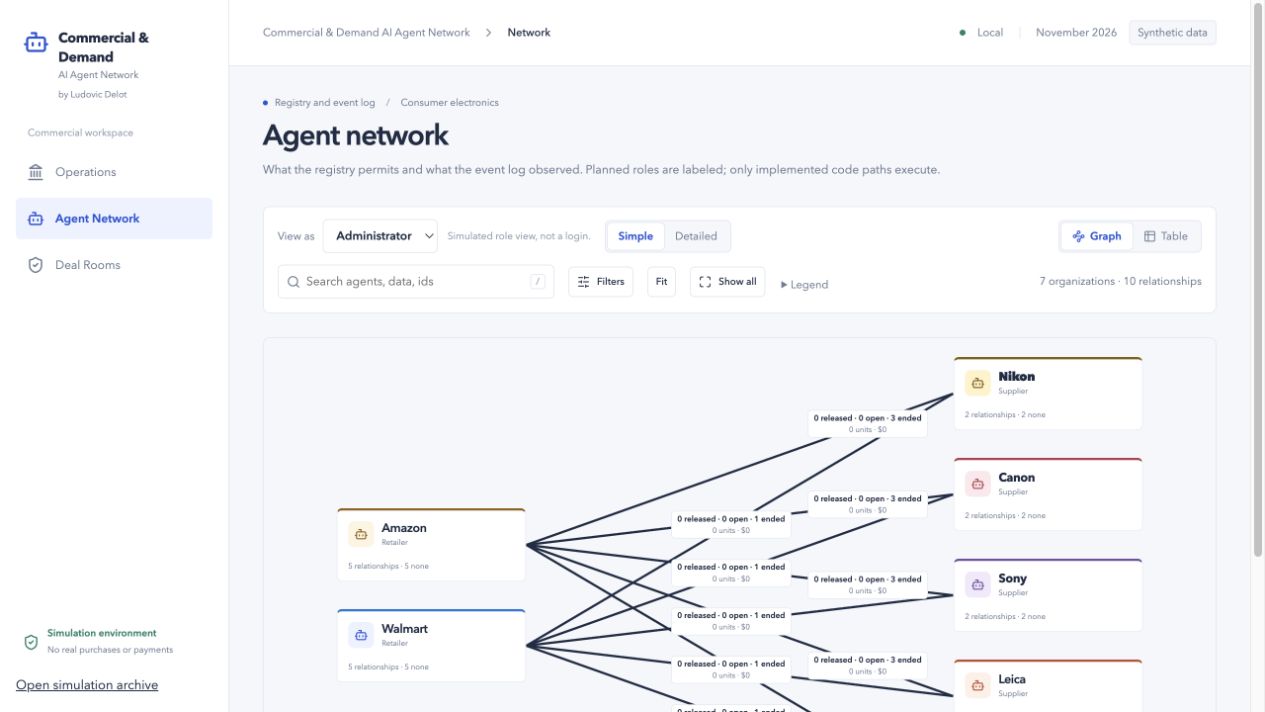 Commercial &
Demand
AI Agent Network
by Ludovic Delot
Commercial workspace
Operations
Agent Network
Deal Rooms
Simulation environment
No real purchases or payments
Open simulation archive
Commercial & Demand AI Agent Network > Network
Local
November 2026
Synthetic data
Registry and event log / Consumer electronics
Agent network
What the registry permits and what the event log observed. Planned roles are labeled; only implemented code paths execute.
View as
Administrator
Simulated role view, not a login.
Simple
Detailed
Graph
Table
Search agents, data, ids
/
Filters
Fit
Show all
Legend
7 organizations · 10 relationships
Amazon
Retailer
5 relationships · 5 none
Walmart
Retailer
5 relationships · 5 none
0 released · 0 open · 3 ended
0 units · $0
0 released · 0 open · 3 ended
0 units · $0
0 released · 0 open · 1 ended
0 units · $0
0 released · 0 open · 1 ended
0 units · $0
0 released · 0 open · 3 ended
0 units · $0
0 released · 0 open · 1 ended
0 units · $0
0 released · 0 open · 1 ended
0 units · $0
0 released · 0 open · 3 ended
0 units · $0
Nikon
Supplier
2 relationships · 2 none
Canon
Supplier
2 relationships · 2 none
Sony
Supplier
2 relationships · 2 none
Leica
Supplier